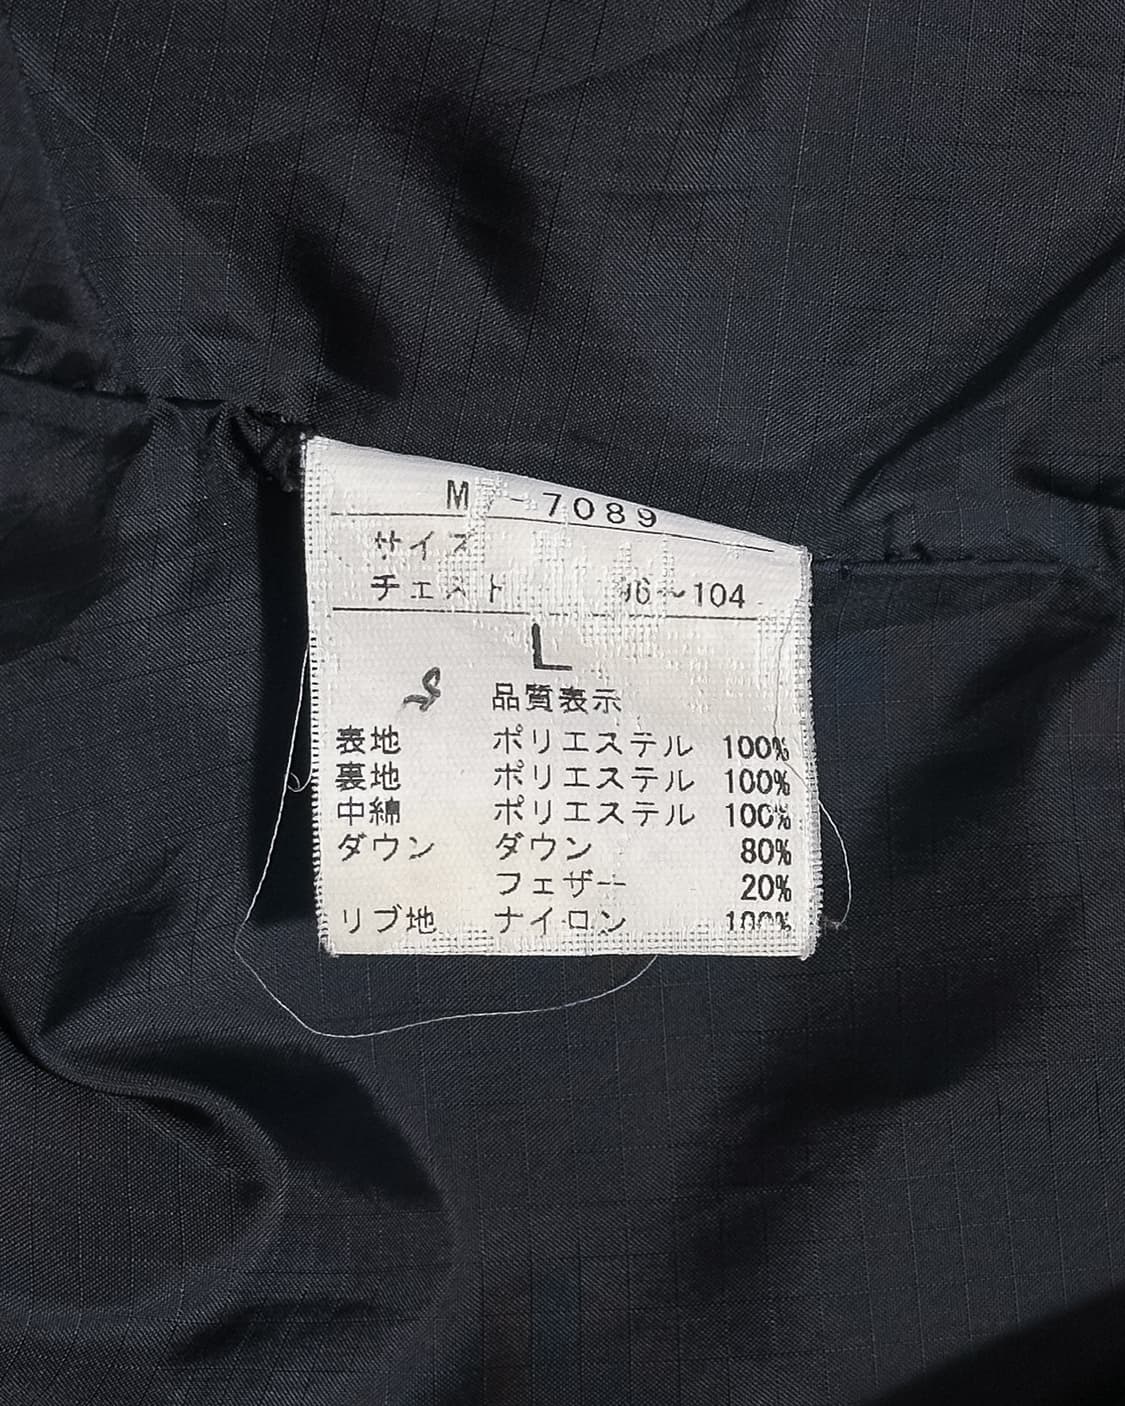 7089
サイズ
チェスト 96～104
L
品質表示
表地 ポリエステル 100%
裏地 ポリエステル 100%
中綿 ポリエステル 100%
ダウン ダウン 80%
フェザー 20%
リブ地 ナイロン 100%